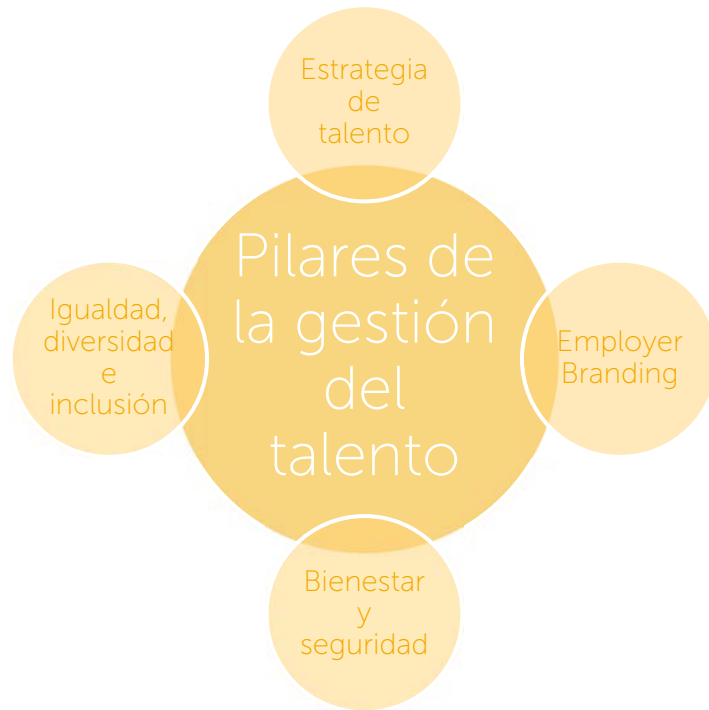 Estrategia
de
talento
Pilares de
la gestión
del
talento
Igualdad,
diversidad
e
inclusión
Employer
Branding
Bienestar
y
seguridad